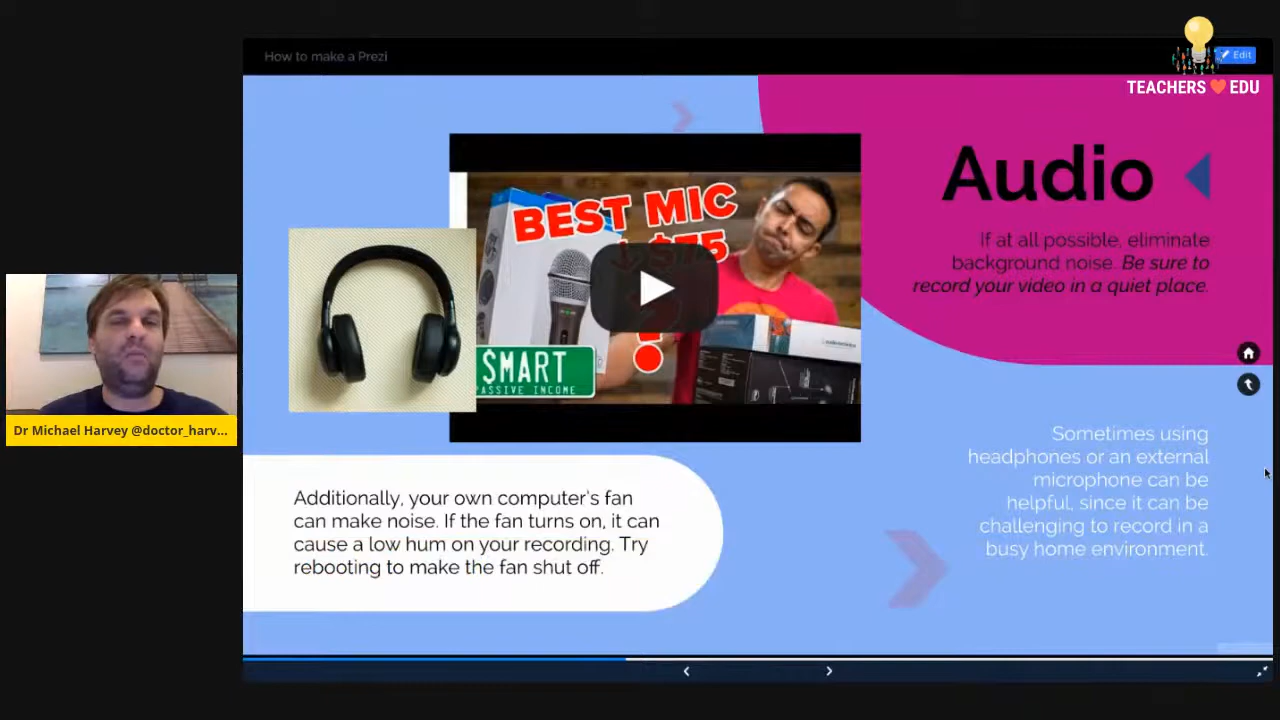 How to make a Prezi
Edit
TEACHERS EDU
Audio
If at all possible, eliminate
background noise. Be sure to
record your video in a quiet place.
BEST MIC
$75
$MART
PASSIVE INCOME
Dr Michael Harvey @doctor_harv...
Sometimes using
headphones or an external
microphone can be
helpful, since it can be
challenging to record in a
busy home environment.
Additionally, your own computer's fan
can make noise. If the fan turns on, it can
cause a low hum on your recording. Try
rebooting to make the fan shut off.